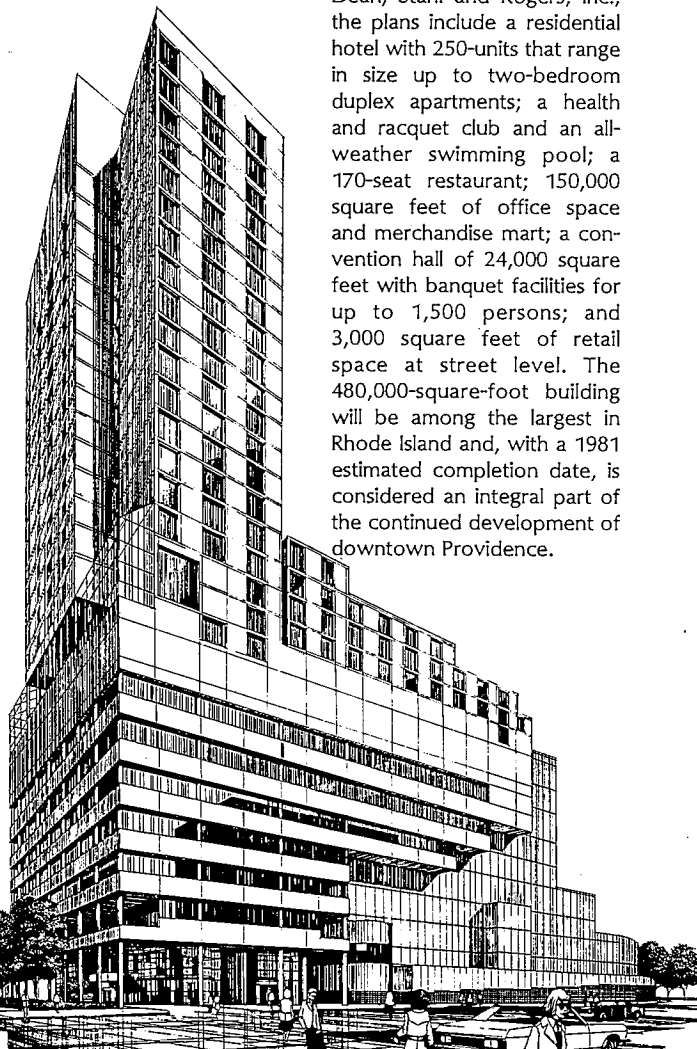 Dean, Stahl and Rogers, Inc.,
the plans include a residential
hotel with 250-units that range
in size up to two-bedroom
duplex apartments; a health
and racquet club and an all-
weather swimming pool; a
170-seat restaurant; 150,000
square feet of office space
and merchandise mart; a con-
vention hall of 24,000 square
feet with banquet facilities for
up to 1,500 persons; and
3,000 square feet of retail
space at street level. The
480,000-square-foot building
will be among the largest in
Rhode Island and, with a 1981
estimated completion date, is
considered an integral part of
the continued development of
downtown Providence.